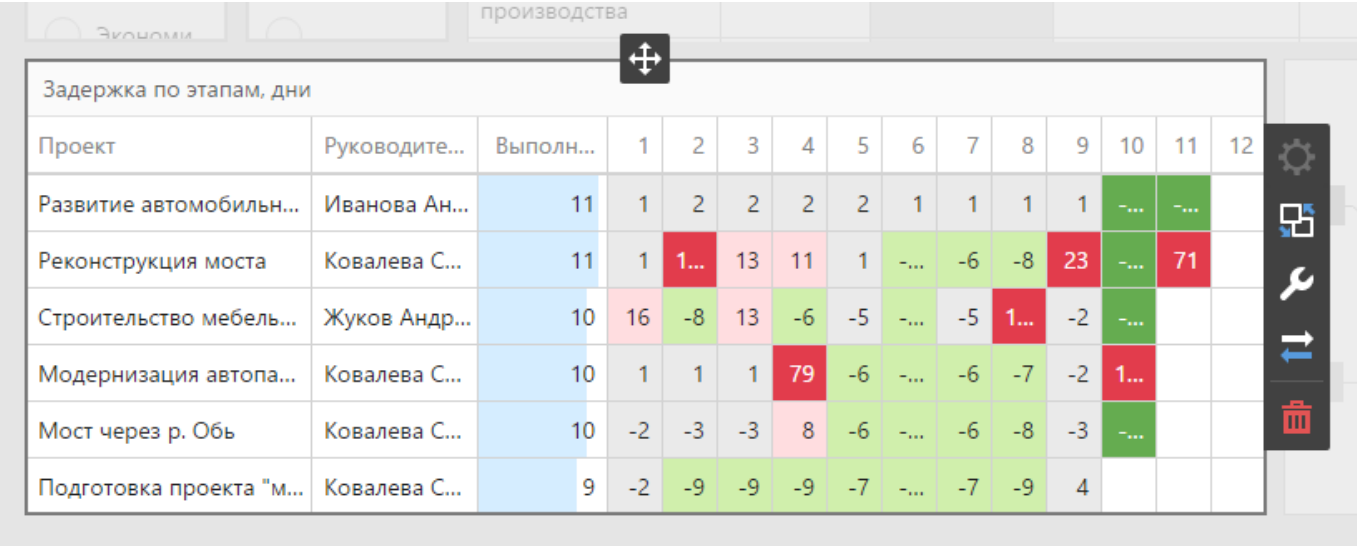 производства
Экономи
Задержка по этапам, дни
Проект Руководите... Выполн... 1 2 3 4 5 6 7 8 9 10 11 12
Развитие автомобильн... Иванова Ан... 11 1 2 2 2 2 1 1 1 1 -... -...
Реконструкция моста Ковалева С... 11 1 1... 13 11 1 -... -6 -8 23 -... 71
Строительство мебель... Жуков Андр... 10 16 -8 13 -6 -5 -... -5 1... -2 -...
Модернизация автопа... Ковалева С... 10 1 1 1 79 -6 -... -6 -7 -2 1...
Мост через р. Обь Ковалева С... 10 -2 -3 -3 8 -6 -... -6 -8 -3 -...
Подготовка проекта "м... Ковалева С... 9 -2 -9 -9 -9 -7 -... -7 -9 4